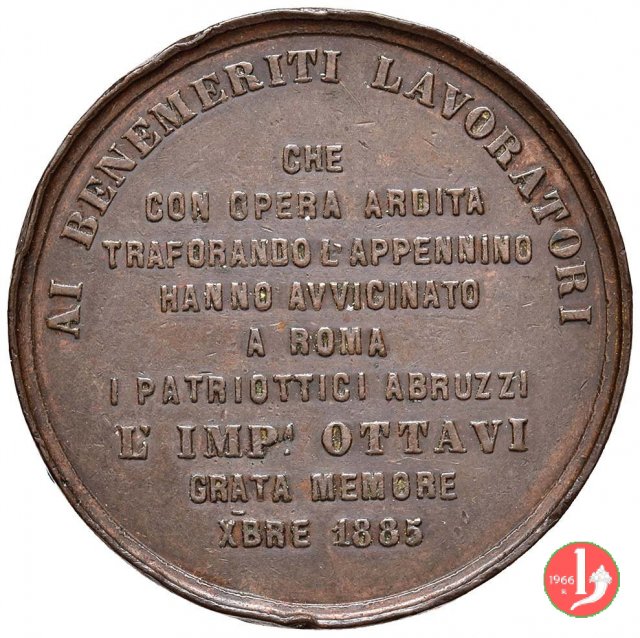 AI BENEMERITI LAVORATORI
CHE
CON OPERA ARDITA
TRAFORANDO L'APPENNINO
HANNO AVVICINATO
A ROMA
I PATRIOTTICI ABRUZZI
L' IMP.A OTTAVI
GRATA MEMORE
XBRE 1885
1966